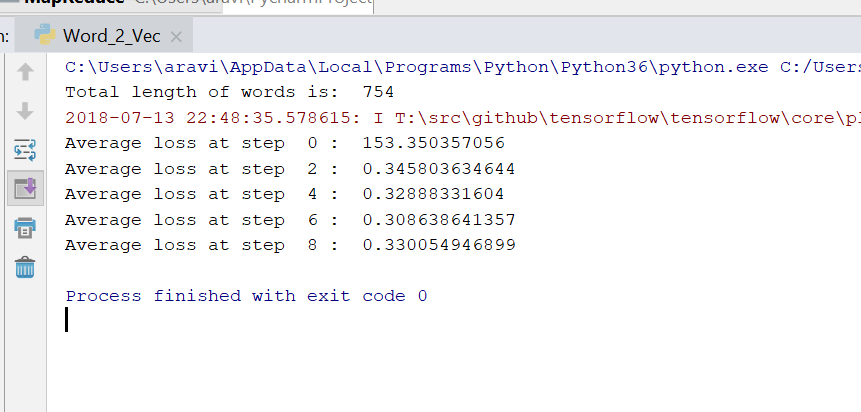 MapReduce C:\Users\aravi\PycharmProject
n: Word_2_Vec
C:\Users\aravi\AppData\Local\Programs\Python\Python36\python.exe C:/Users
Total length of words is:  754
2018-07-13 22:48:35.578615: I T:\src\github\tensorflow\tensorflow\core\pl
Average loss at step  0 :  153.350357056
Average loss at step  2 :  0.345803634644
Average loss at step  4 :  0.32888331604
Average loss at step  6 :  0.308638641357
Average loss at step  8 :  0.330054946899
Process finished with exit code 0